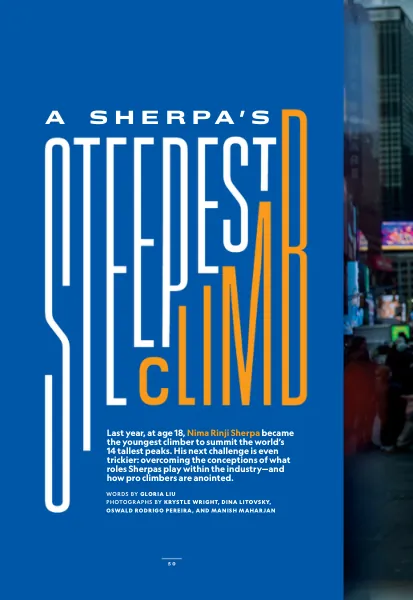 A SHERPA'S
STEEPEST
CLIMB
Last year, at age 18, Nima Rinji Sherpa became
the youngest climber to summit the world's
14 tallest peaks. His next challenge is even
trickier: overcoming the conceptions of what
roles Sherpas play within the industry—and
how pro climbers are anointed.
WORDS BY GLORIA LIU
PHOTOGRAPHS BY KRYSTLE WRIGHT, DINA LITOVSKY,
OSWALD RODRIGO PEREIRA, AND MANISH MAHARJAN
50